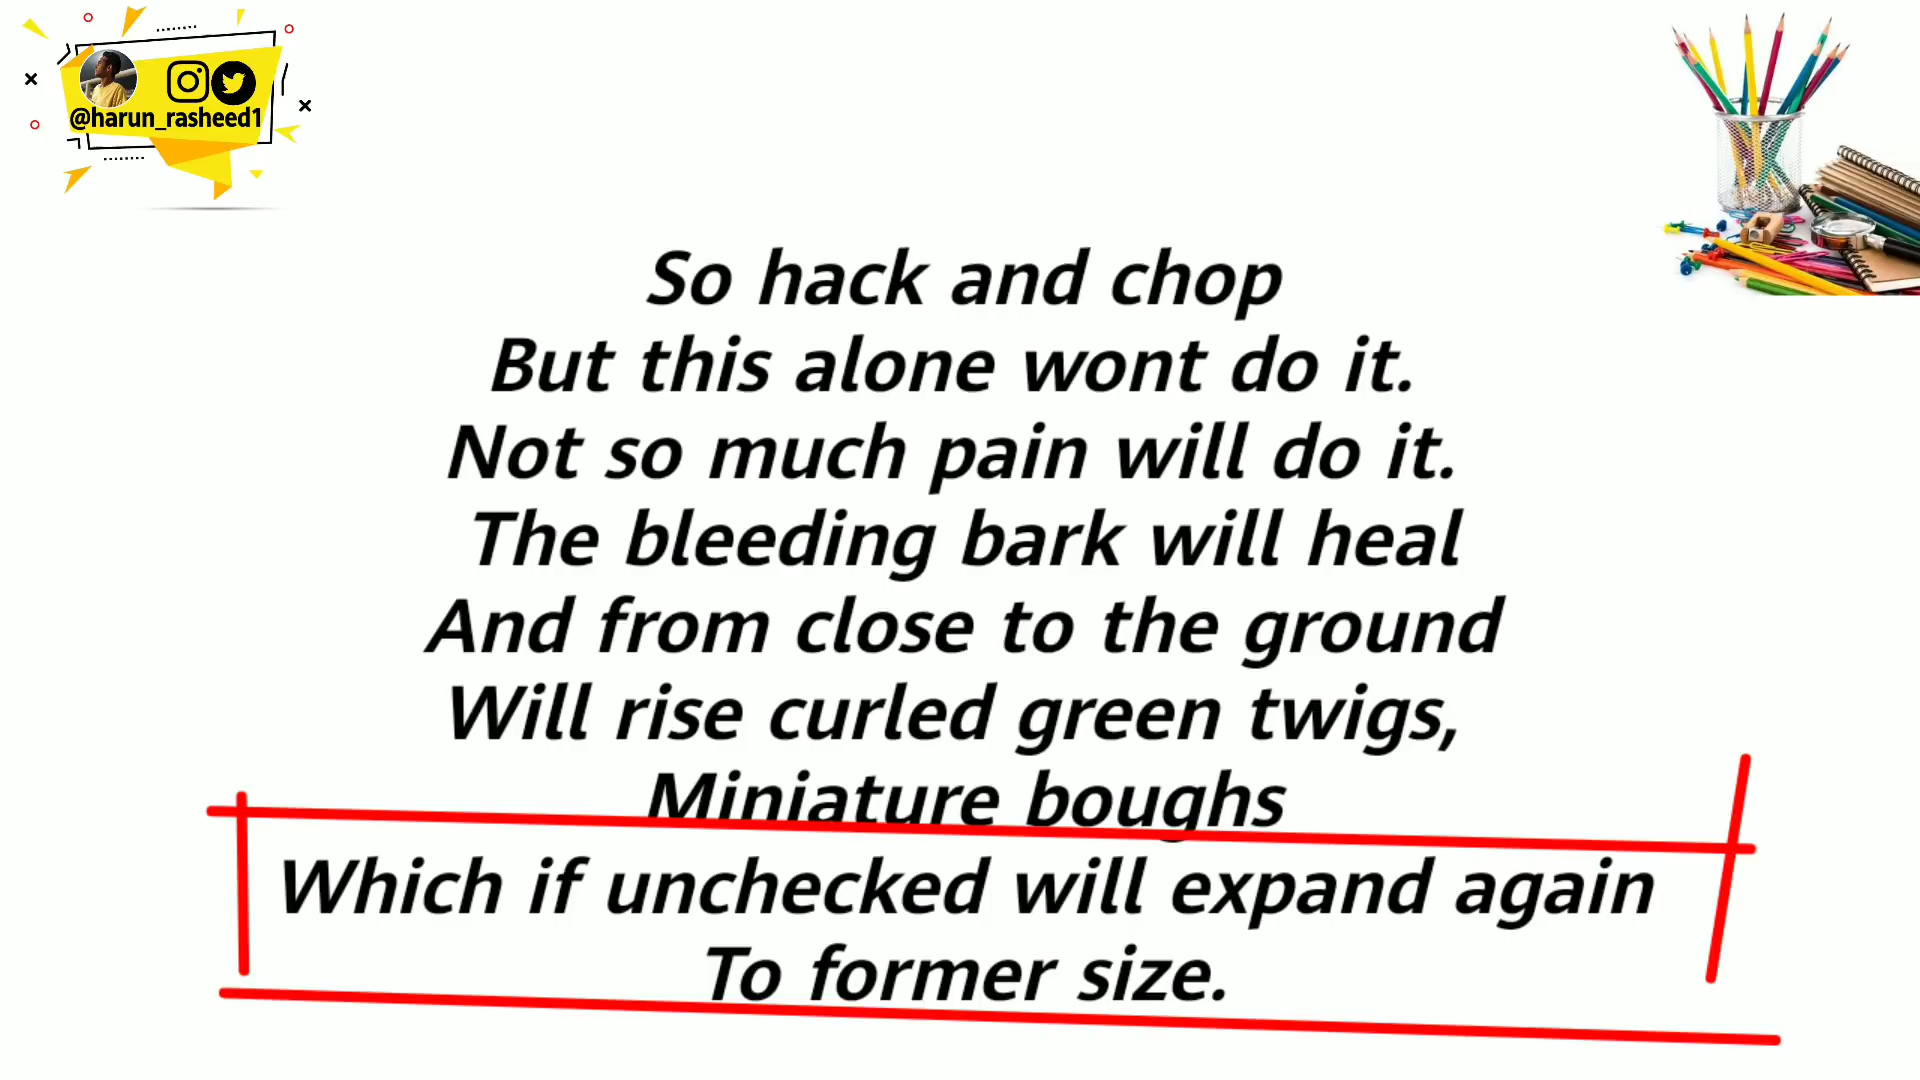 @harun_rasheed1
So hack and chop
But this alone wont do it.
Not so much pain will do it.
The bleeding bark will heal
And from close to the ground
Will rise curled green twigs,
Miniature boughs
Which if unchecked will expand again
To former size.